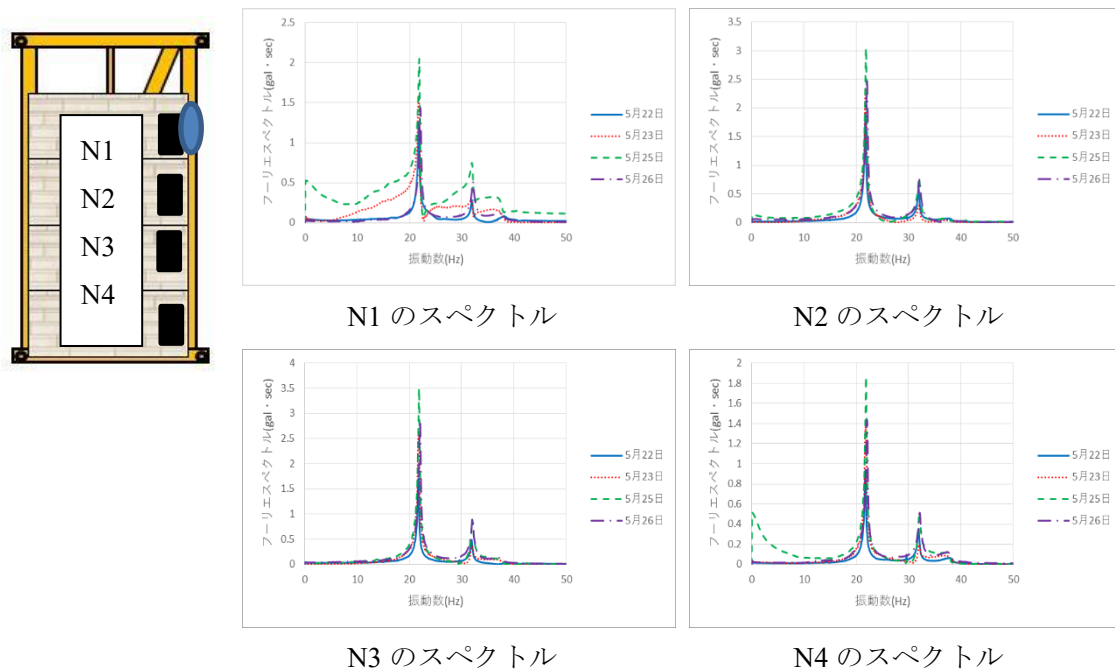 N1
N2
N3
N4
2.5
2
1.5
1
0.5
0
フーリエスペクトル(gal・sec)
0
10
20
30
40
50
振動数(Hz)
5月22日
5月23日
5月25日
5月26日
N1 のスペクトル
3.5
3
2.5
2
1.5
1
0.5
0
フーリエスペクトル(gal・sec)
0
10
20
30
40
50
振動数(Hz)
5月22日
5月23日
5月25日
5月26日
N2 のスペクトル
4
3.5
3
2.5
2
1.5
1
0.5
0
フーリエスペクトル(gal・sec)
0
10
20
30
40
50
振動数(Hz)
5月22日
5月23日
5月25日
5月26日
N3 のスペクトル
2
1.8
1.6
1.4
1.2
1
0.8
0.6
0.4
0.2
0
フーリエスペクトル(gal・sec)
0
10
20
30
40
50
振動数(Hz)
5月22日
5月23日
5月25日
5月26日
N4 のスペクトル